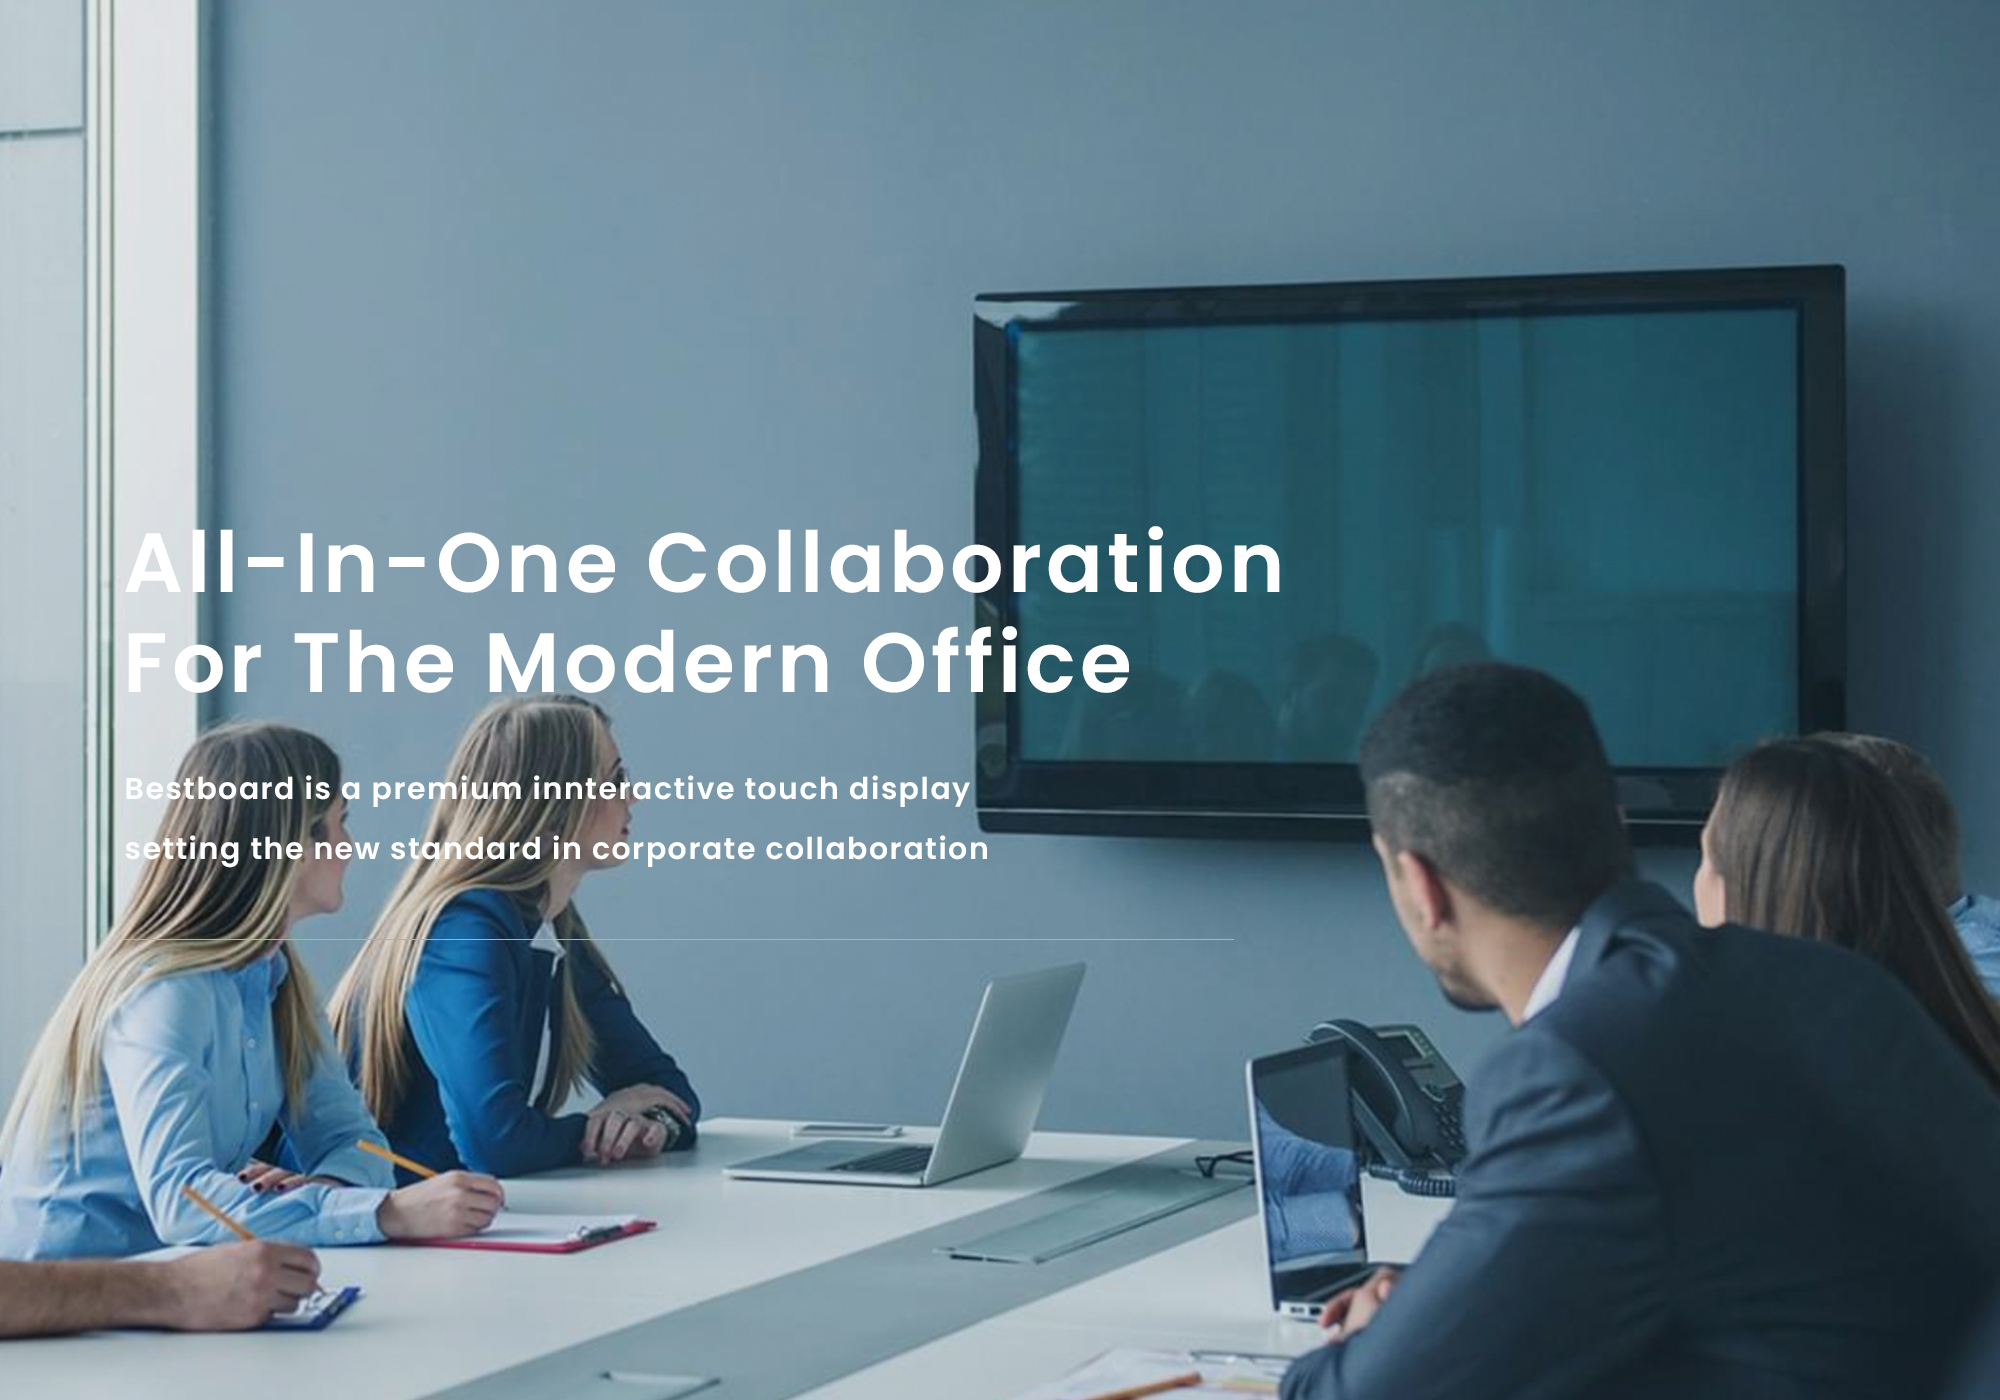 All-In-One Collaboration
For The Modern Office
Bestboard is a premium innteractive touch display
setting the new standard in corporate collaboration